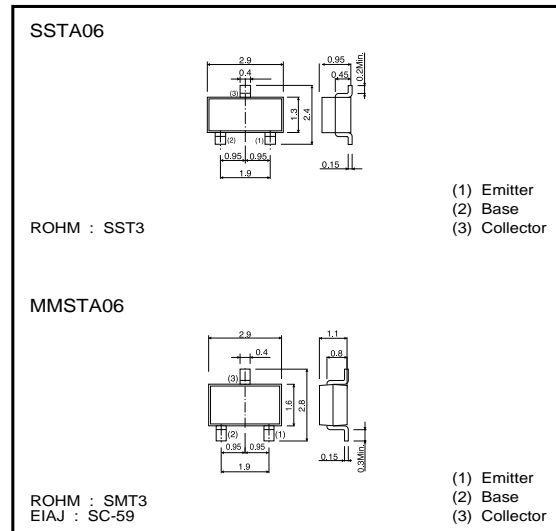 SSTA06
2.9
0.4
(3)
0.95
0.45
0.2Min.
1.3
2.4
(2)
(1)
0.95
0.95
1.9
0.15
ROHM : SST3
(1) Emitter
(2) Base
(3) Collector
MMSTA06
2.9
0.4
(3)
1.1
0.8
1.6
2.8
(2)
(1)
0.95
0.95
1.9
0.15
0.3Min.
ROHM : SMT3
EIAJ : SC-59
(1) Emitter
(2) Base
(3) Collector